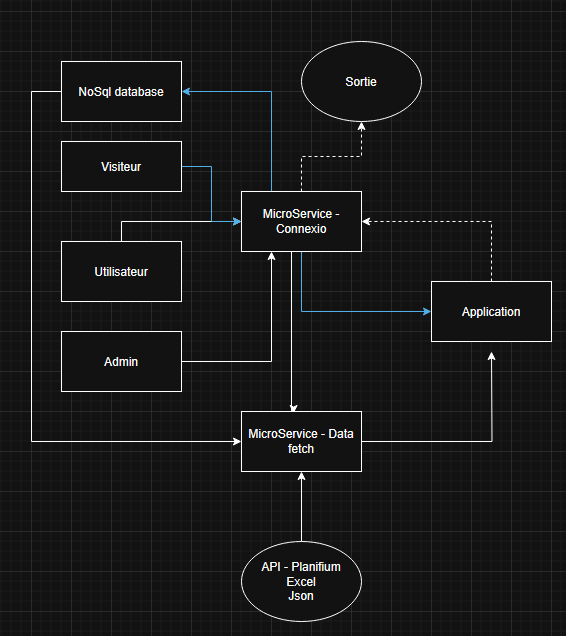 Sortie
NoSql database
Visiteur
MicroService -
Connexio
Utilisateur
Application
Admin
MicroService - Data
fetch
API - Planifium
Excel
Json